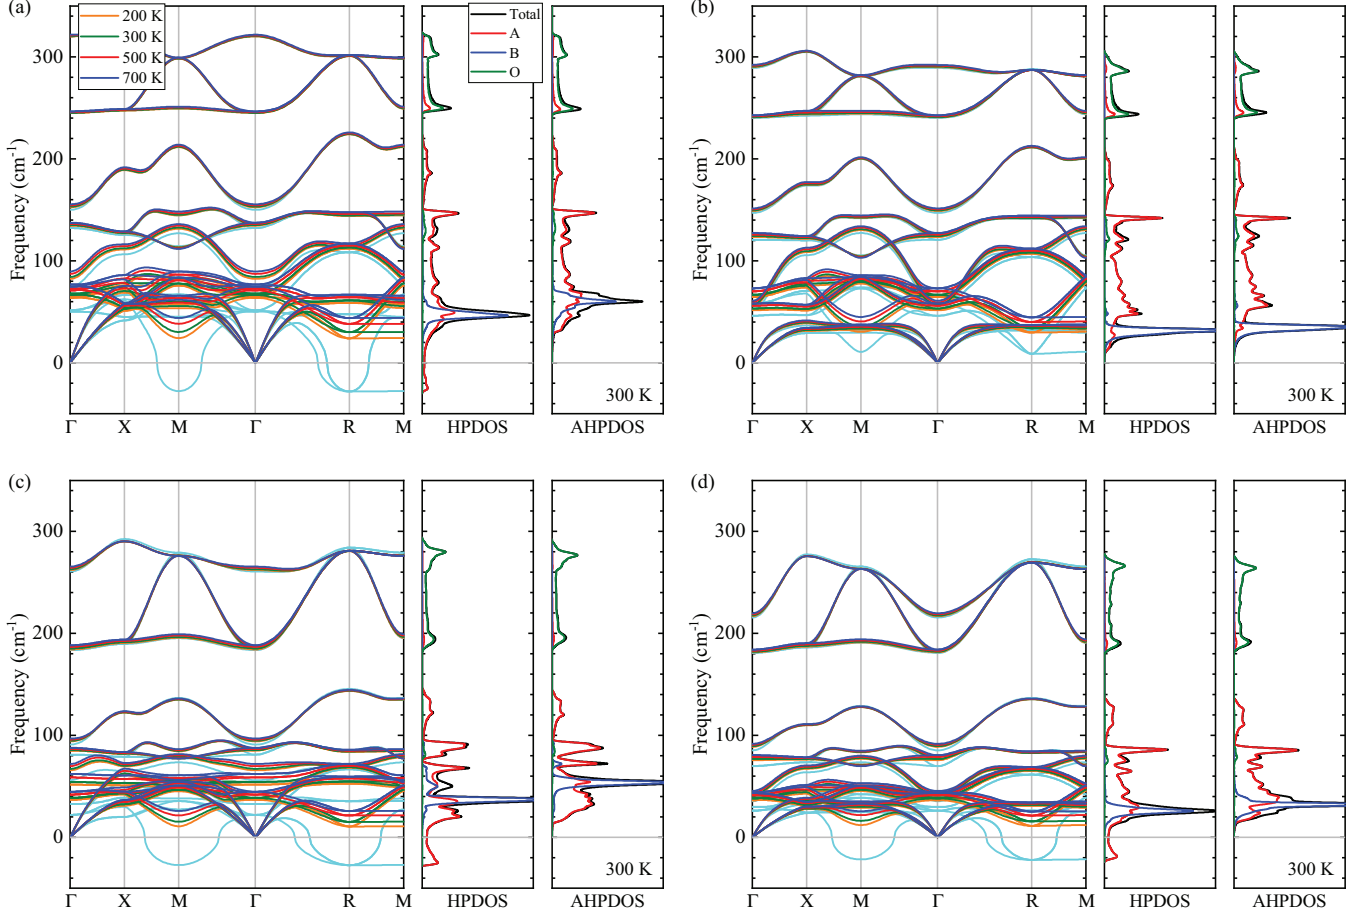 (a)
200 K
300 K
500 K
700 K
Total
A
B
O
Frequency (cm-1)
300
200
100
0
300 K
Γ X M Γ R M HPDOS AHPDOS
(b)
Frequency (cm-1)
300
200
100
0
300 K
Γ X M Γ R M HPDOS AHPDOS
(c)
Frequency (cm-1)
300
200
100
0
300 K
Γ X M Γ R M HPDOS AHPDOS
(d)
Frequency (cm-1)
300
200
100
0
300 K
Γ X M Γ R M HPDOS AHPDOS